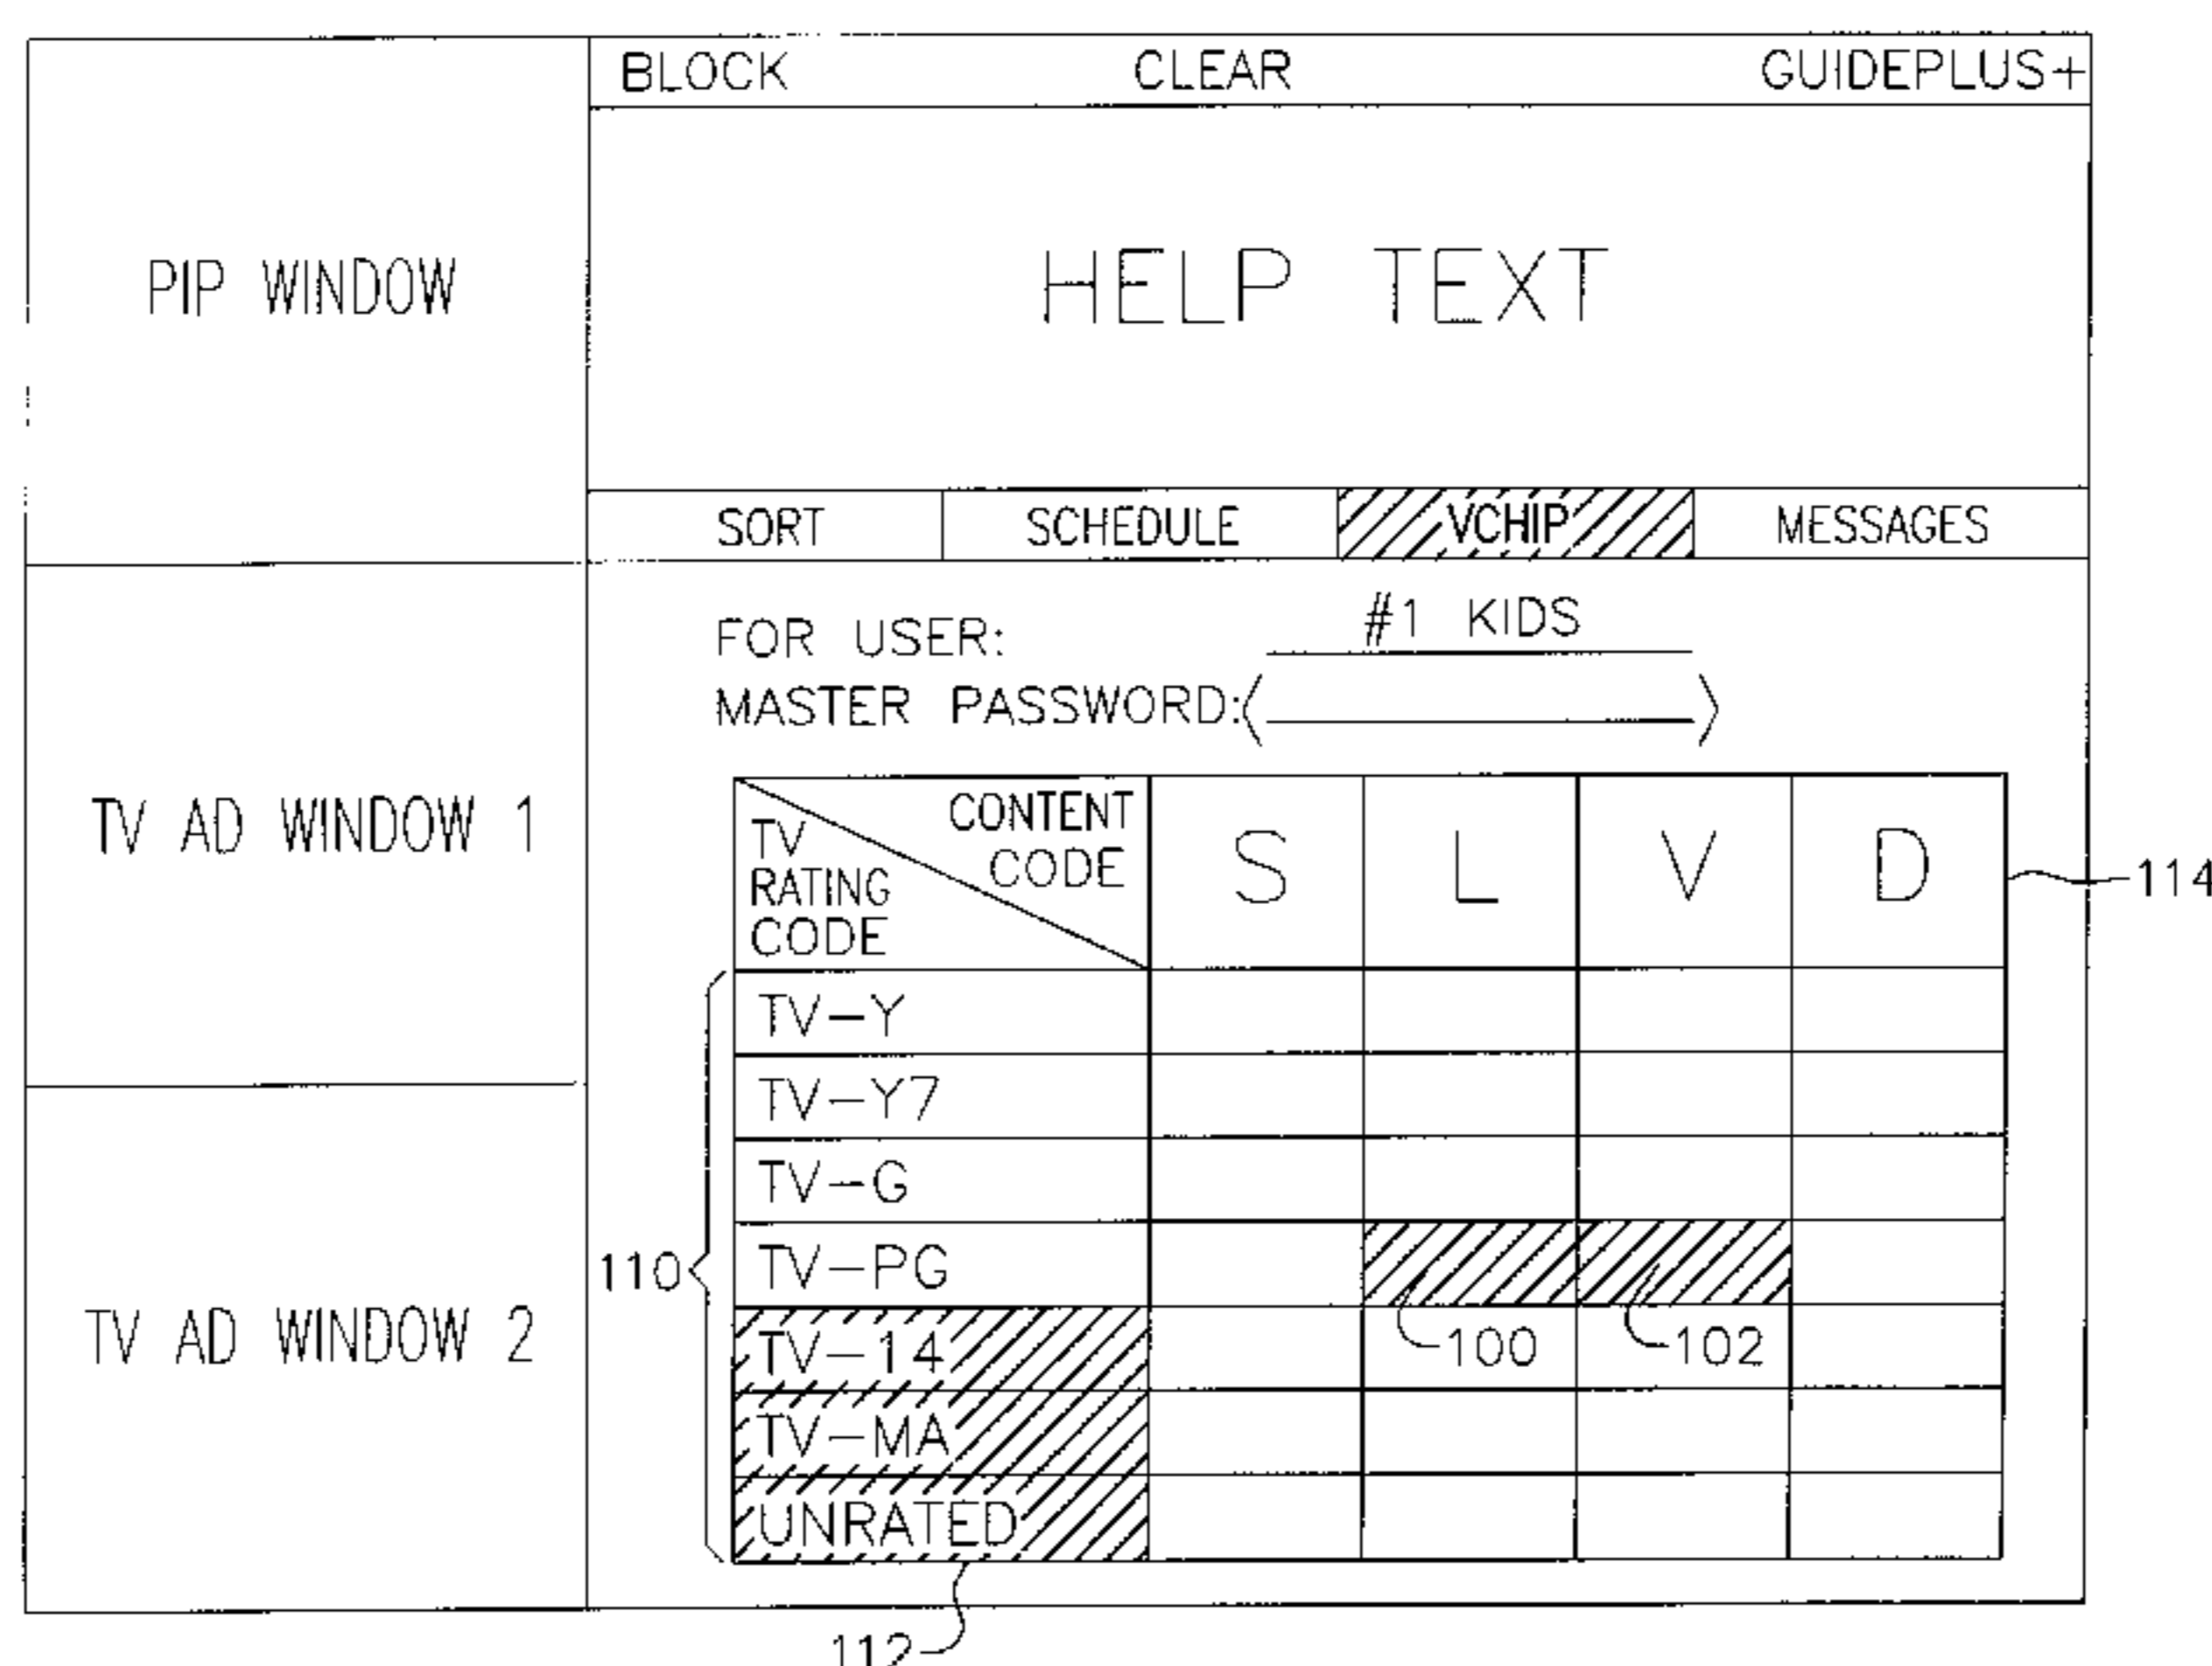 BLOCK CLEAR GUIDEPLUS+
PIP WINDOW
HELP TEXT
SORT SCHEDULE VCHIP MESSAGES
FOR USER: #1 KIDS
MASTER PASSWORD:
TV AD WINDOW 1
TV AD WINDOW 2
CONTENT
CODE
TV
RATING
CODE
S L V D
114
TV-Y
TV-Y7
TV-G
110
TV-PG
TV-14
100 102
TV-MA
UNRATED
112